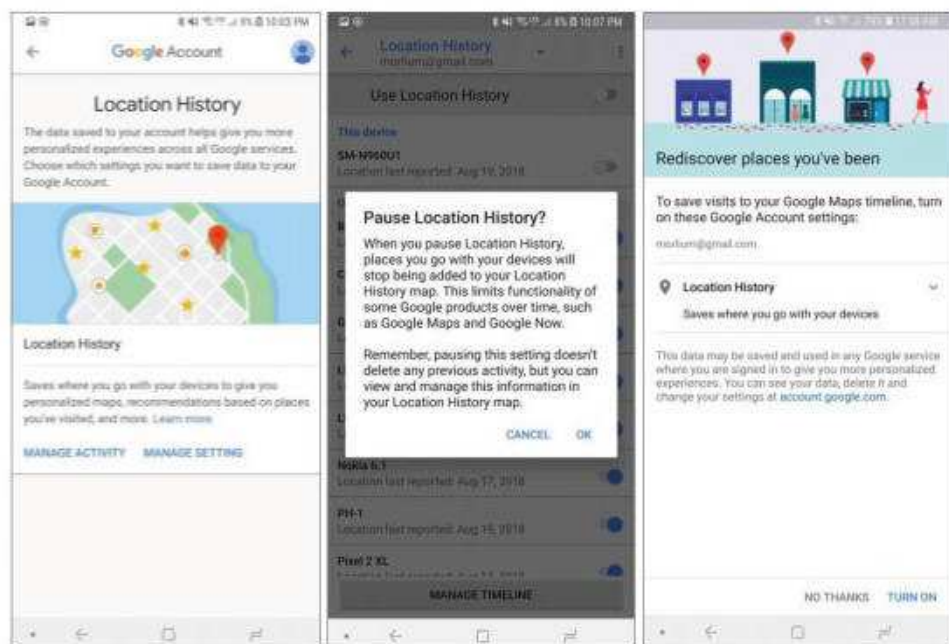 10:03 PM
Google Account
Location History
The data saved to your account helps give you more
personalized experiences across all Google services.
Choose which settings you want to save data to your
Google Account.
Location History
Saves where you go with your devices to give you
personalized maps, recommendations based on places
you've visited, and more. Learn more
MANAGE ACTIVITY MANAGE SETTING
10:07 PM
Location History
morlium@gmail.com
Use Location History
This device
SM-N960U1
Location last reported: Aug 19, 2018
Pause Location History?
When you pause Location History,
places you go with your devices will
stop being added to your Location
History map. This limits functionality of
some Google products over time, such
as Google Maps and Google Now.
Remember, pausing this setting doesn't
delete any previous activity, but you can
view and manage this information in
your Location History map.
CANCEL OK
Nokia 6.1
Location last reported: Aug 17, 2018
PH-1
Location last reported: Aug 15, 2018
Pixel 2 XL
MANAGE TIMELINE
Rediscover places you've been
To save visits to your Google Maps timeline, turn
on these Google Account settings:
morlium@gmail.com
Location History
Saves where you go with your devices
This data may be saved and used in any Google service
where you are signed in to give you more personalized
experiences. You can see your data, delete it and
change your settings at account.google.com.
NO THANKS TURN ON